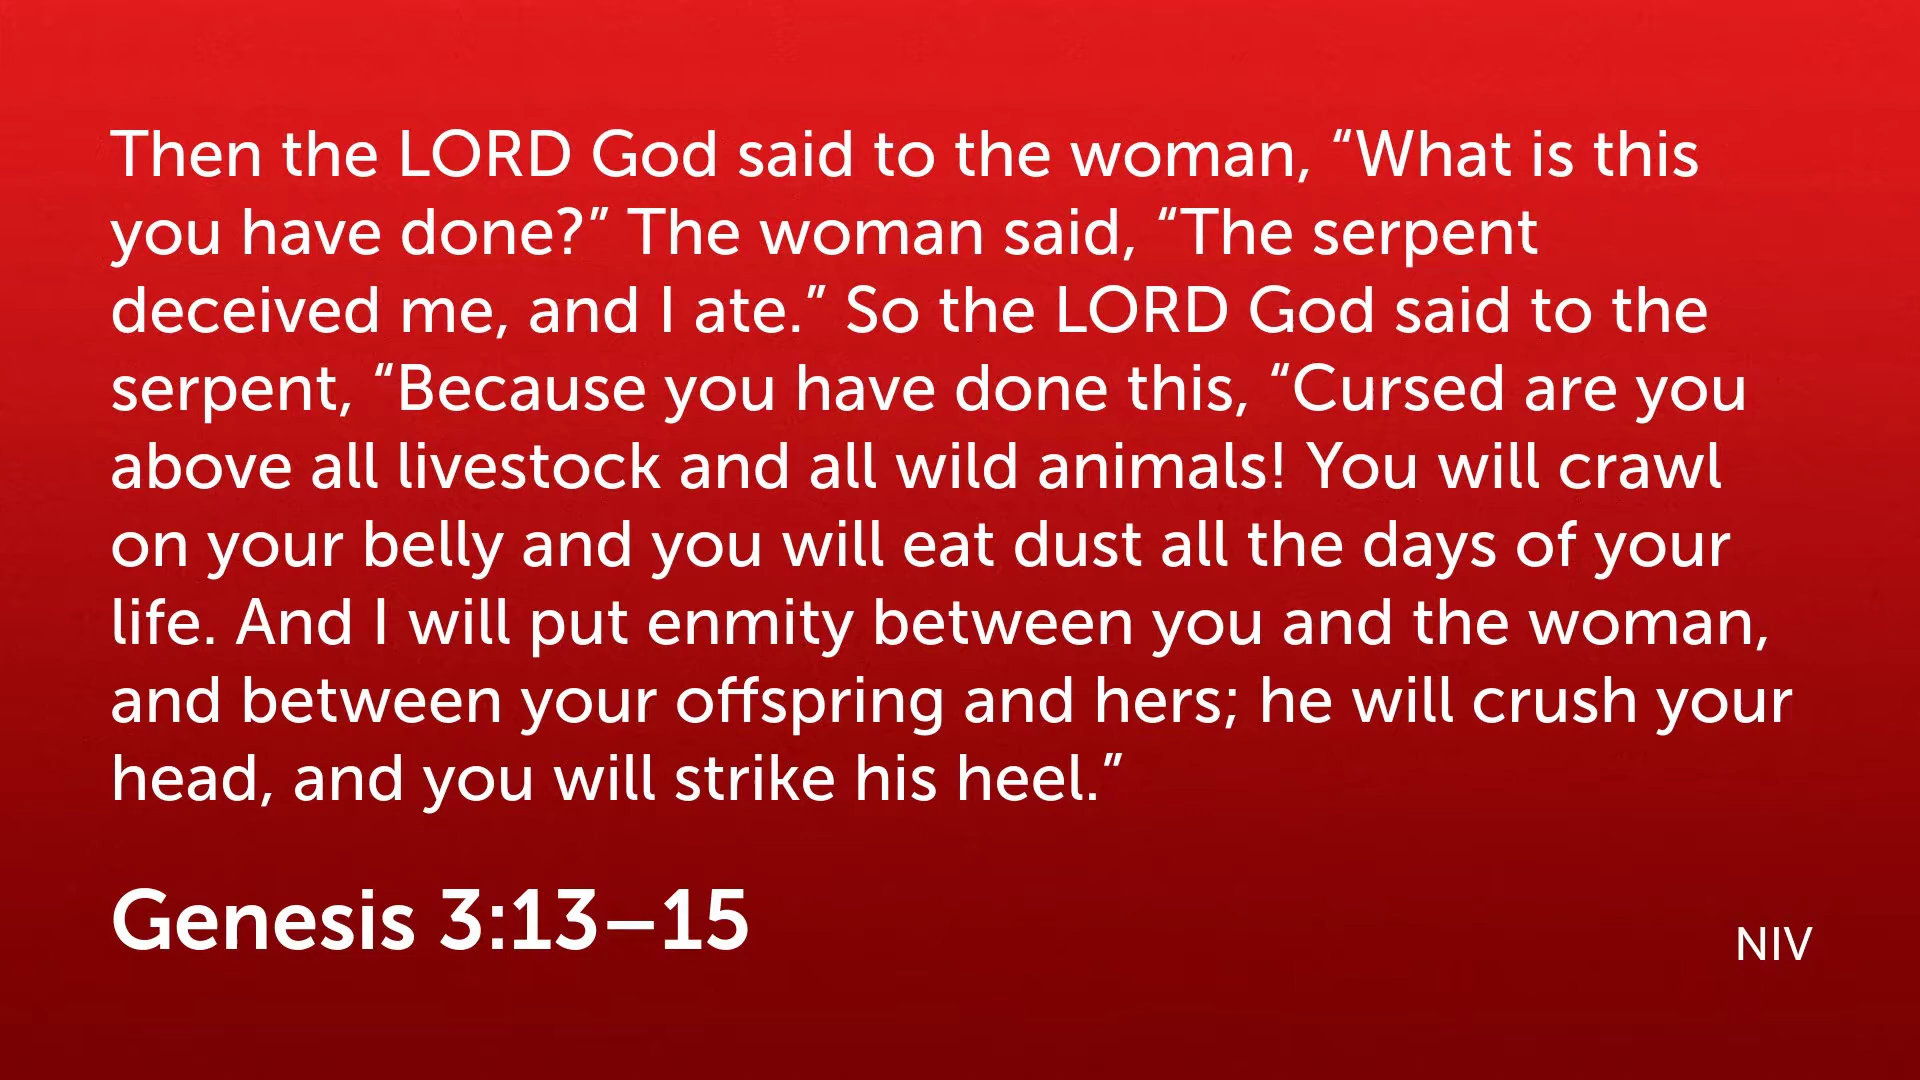 Then the LORD God said to the woman, “What is this
you have done?” The woman said, “The serpent
deceived me, and I ate.” So the LORD God said to the
serpent, “Because you have done this, “Cursed are you
above all livestock and all wild animals! You will crawl
on your belly and you will eat dust all the days of your
life. And I will put enmity between you and the woman,
and between your offspring and hers; he will crush your
head, and you will strike his heel.”
Genesis 3:13–15
NIV